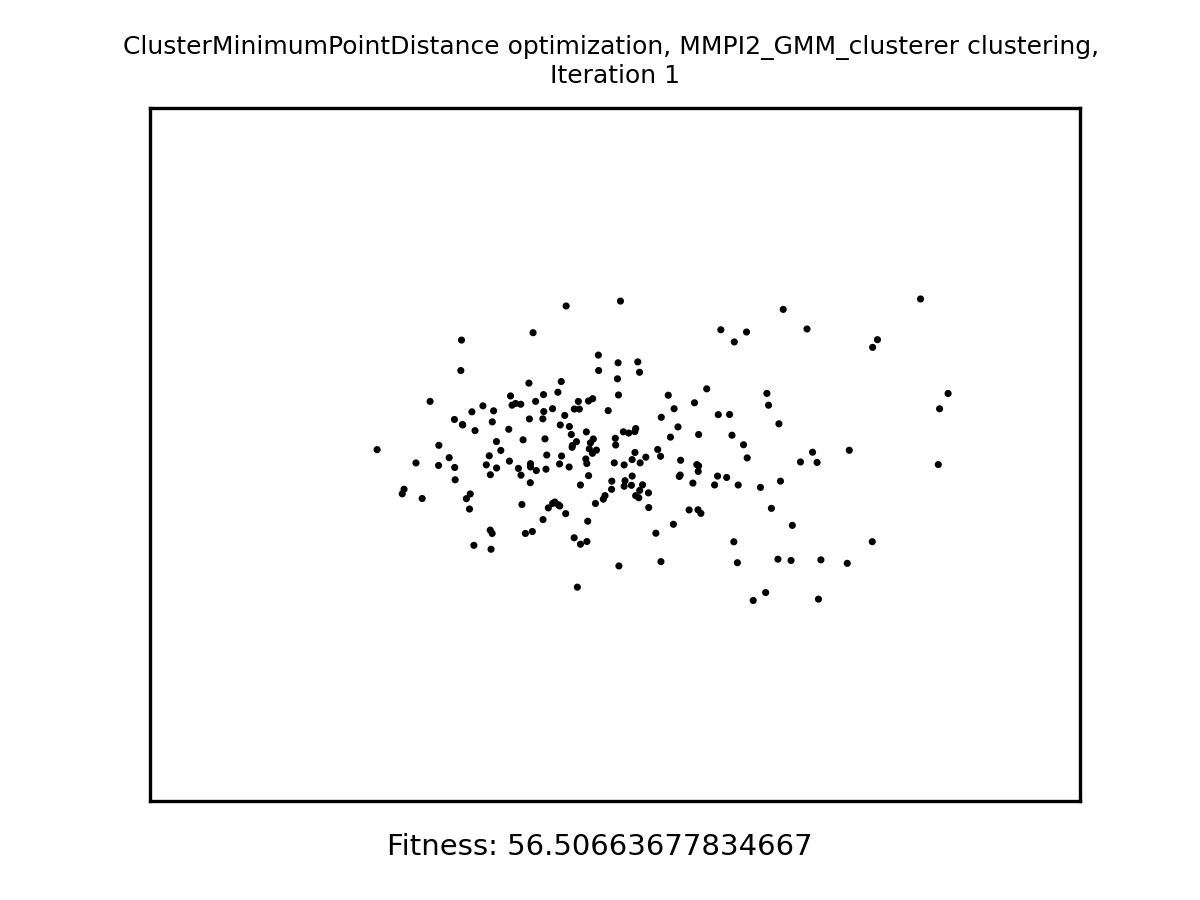 ClusterMinimumPointDistance optimization, MMPI2_GMM_clusterer clustering,
Iteration 1
Fitness: 56.50663677834667